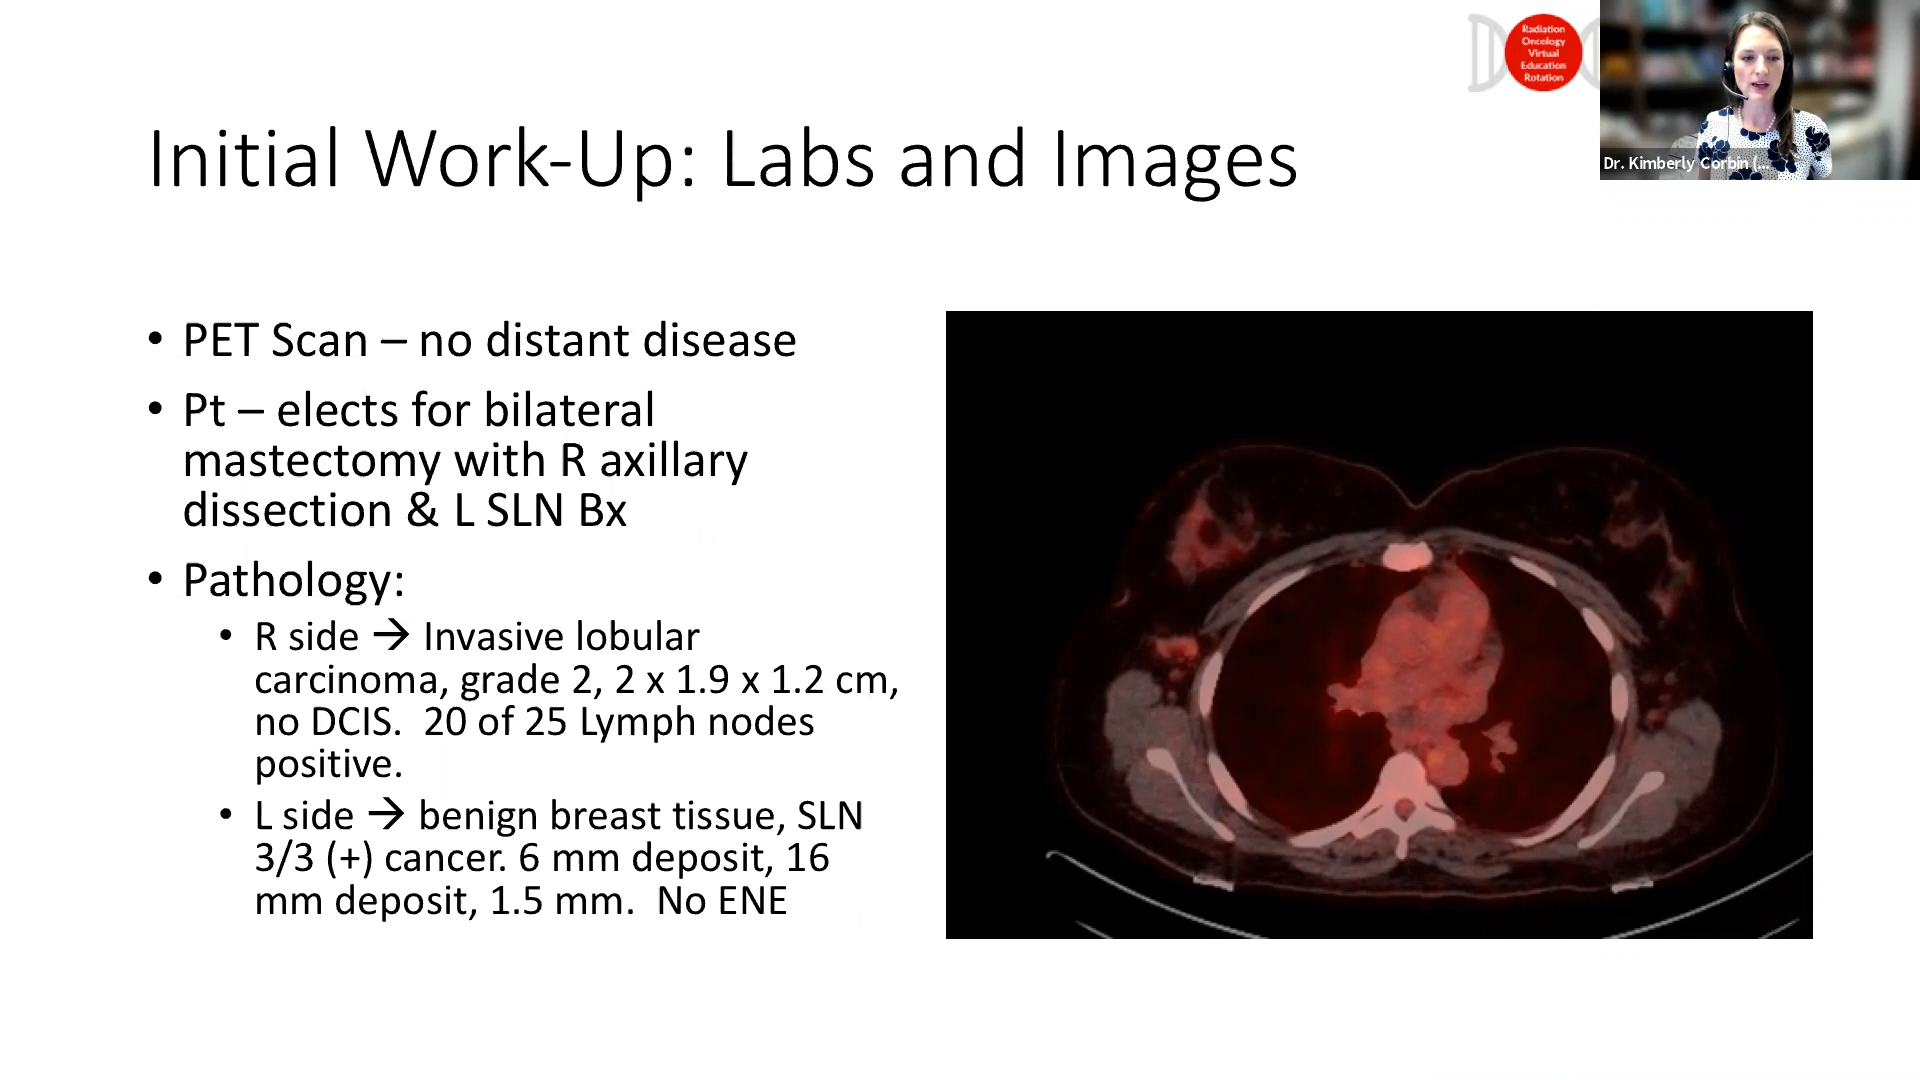 Radiation
Oncology
Virtual
Education
Rotation
Dr. Kimberly Corbin (...
Initial Work-Up: Labs and Images
• PET Scan – no distant disease
• Pt – elects for bilateral
mastectomy with R axillary
dissection & L SLN Bx
• Pathology:
• R side → Invasive lobular
carcinoma, grade 2, 2 x 1.9 x 1.2 cm,
no DCIS. 20 of 25 Lymph nodes
positive.
• L side → benign breast tissue, SLN
3/3 (+) cancer. 6 mm deposit, 16
mm deposit, 1.5 mm. No ENE